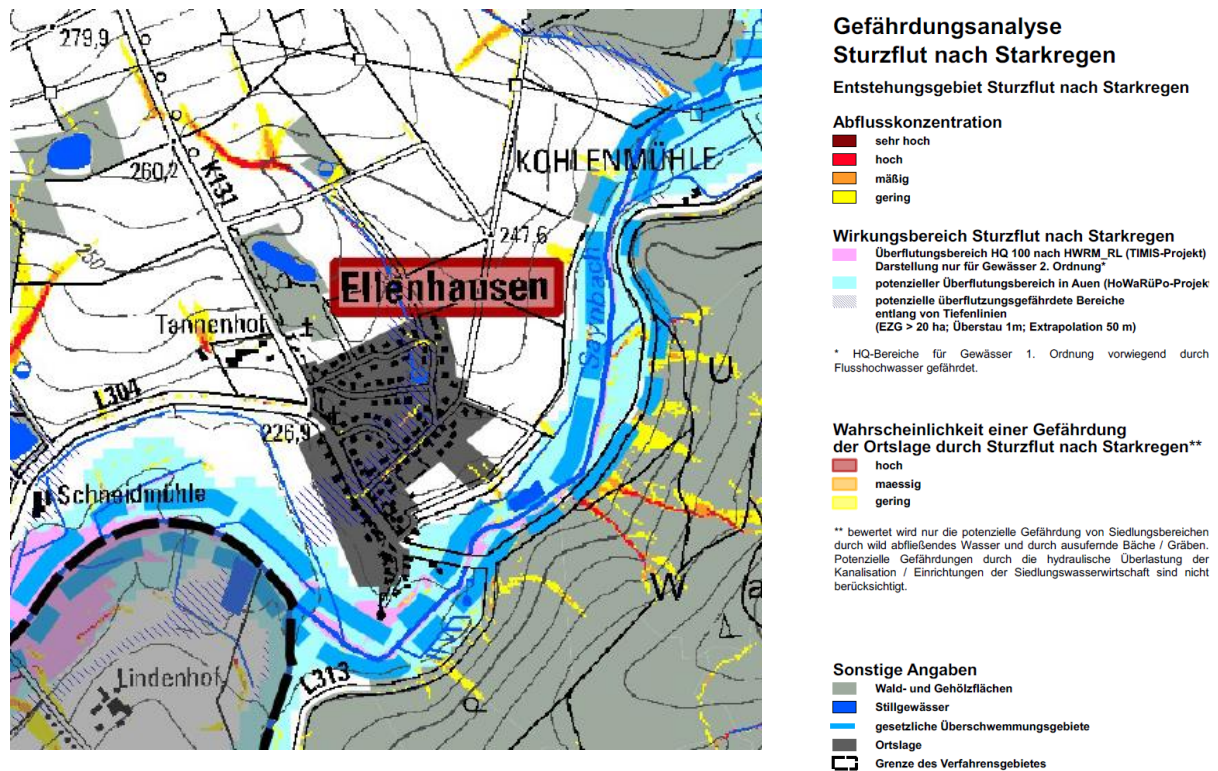 279,9
KOHLENMÜHLE
260,2
K131
247,6
250
Ellenhausen
Saynbach
Tannenhof
U
L304
226,9
Schneidmühle
W
a
Lindenhof
L313
Gefährdungsanalyse
Sturzflut nach Starkregen
Entstehungsgebiet Sturzflut nach Starkregen
Abflusskonzentration
sehr hoch
hoch
mäßig
gering
Wirkungsbereich Sturzflut nach Starkregen
Überflutungsbereich HQ 100 nach HWRM_RL (TIMIS-Projekt)
Darstellung nur für Gewässer 2. Ordnung*
potenzieller Überflutungsbereich in Auen (HoWaRüPo-Projek
potenzielle überflutzungsgefährdete Bereiche
entlang von Tiefenlinien
(EZG > 20 ha; Überstau 1m; Extrapolation 50 m)
* HQ-Bereiche für Gewässer 1. Ordnung vorwiegend durch
Flusshochwasser gefährdet.
Wahrscheinlichkeit einer Gefährdung
der Ortslage durch Sturzflut nach Starkregen**
hoch
maessig
gering
** bewertet wird nur die potenzielle Gefährdung von Siedlungsbereichen
durch wild abfließendes Wasser und durch ausufernde Bäche / Gräben.
Potenzielle Gefährdungen durch die hydraulische Überlastung der
Kanalisation / Einrichtungen der Siedlungswasserwirtschaft sind nicht
berücksichtigt.
Sonstige Angaben
Wald- und Gehölzflächen
Stillgewässer
gesetzliche Überschwemmungsgebiete
Ortslage
Grenze des Verfahrensgebietes